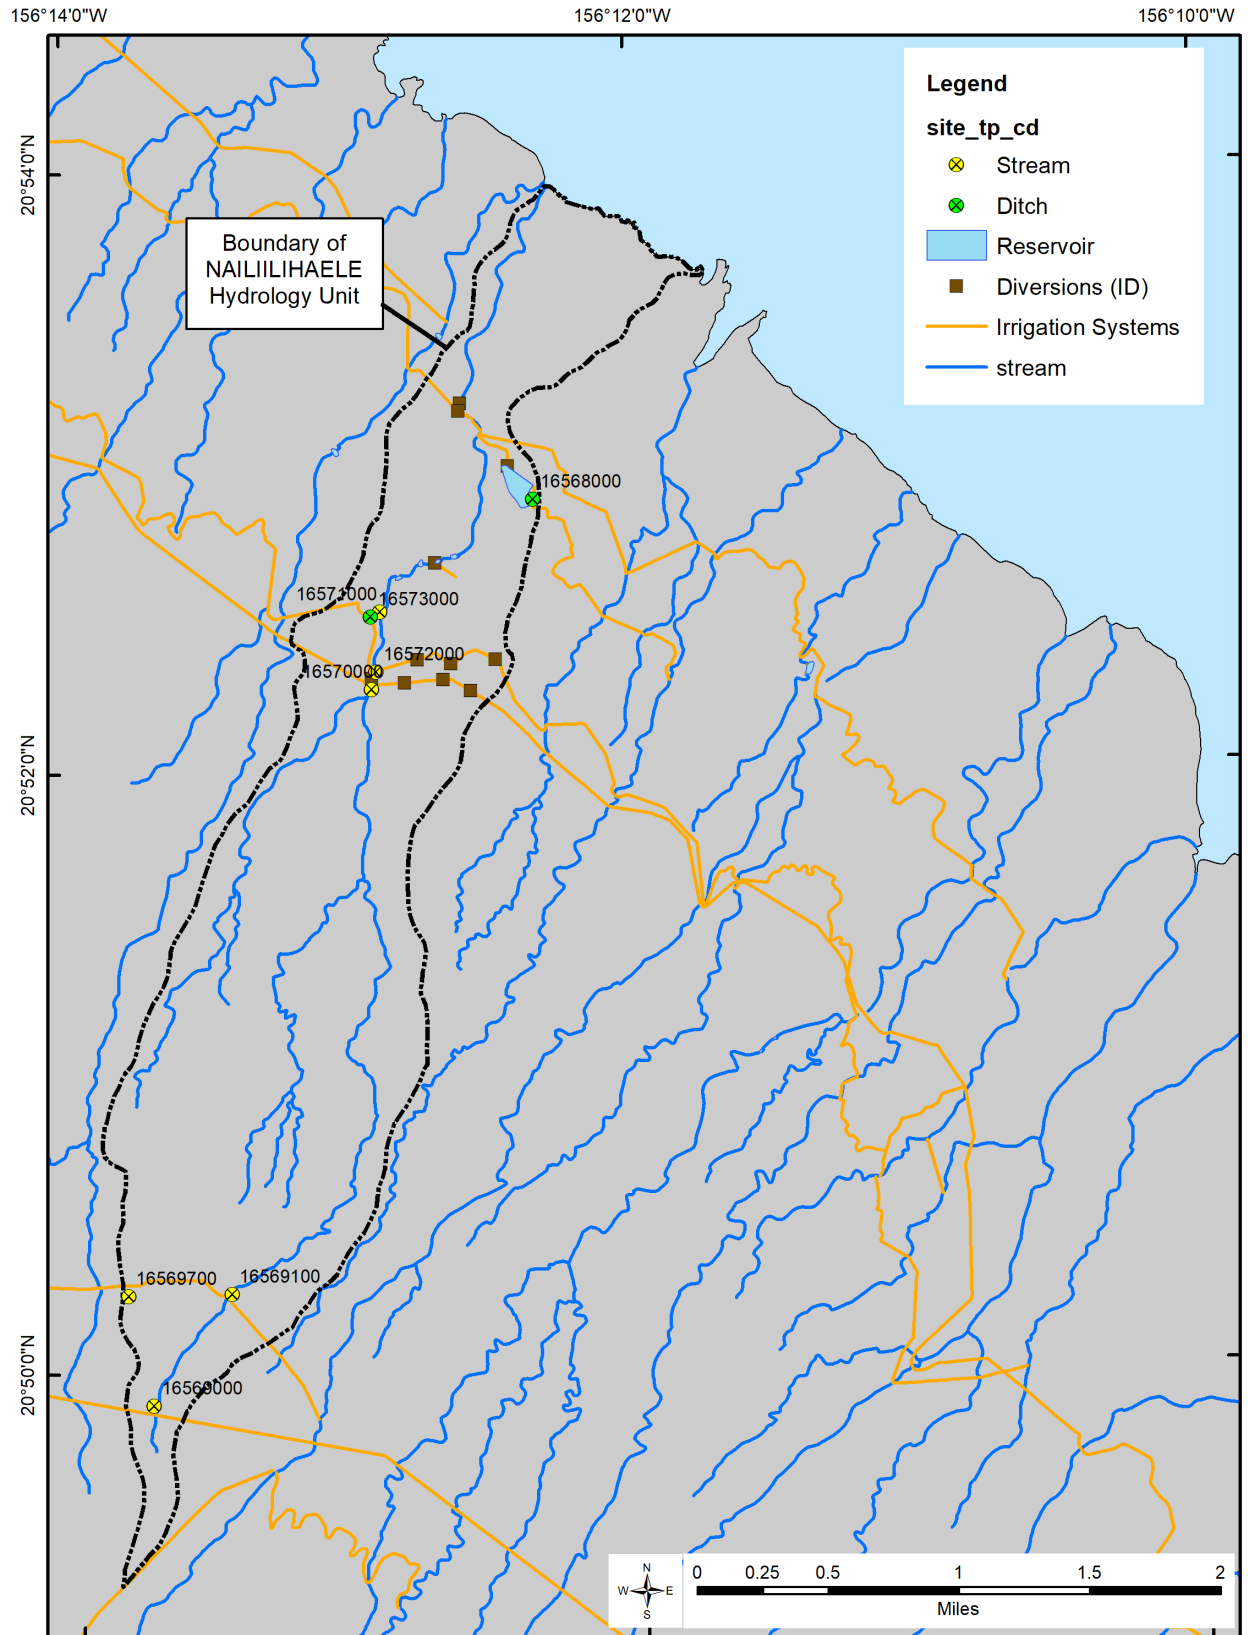 156°14'0"W
156°12'0"W
156°10'0"W
20°54'0"N
20°52'0"N
20°50'0"N
Legend
site_tp_cd
Stream
Ditch
Reservoir
Diversions (ID)
Irrigation Systems
stream
Boundary of
NAILIILIHAELE
Hydrology Unit
16568000
16571000
16573000
16572000
16570000
16569700
16569100
16569000
N
W
E
S
0
0.25
0.5
1
1.5
2
Miles